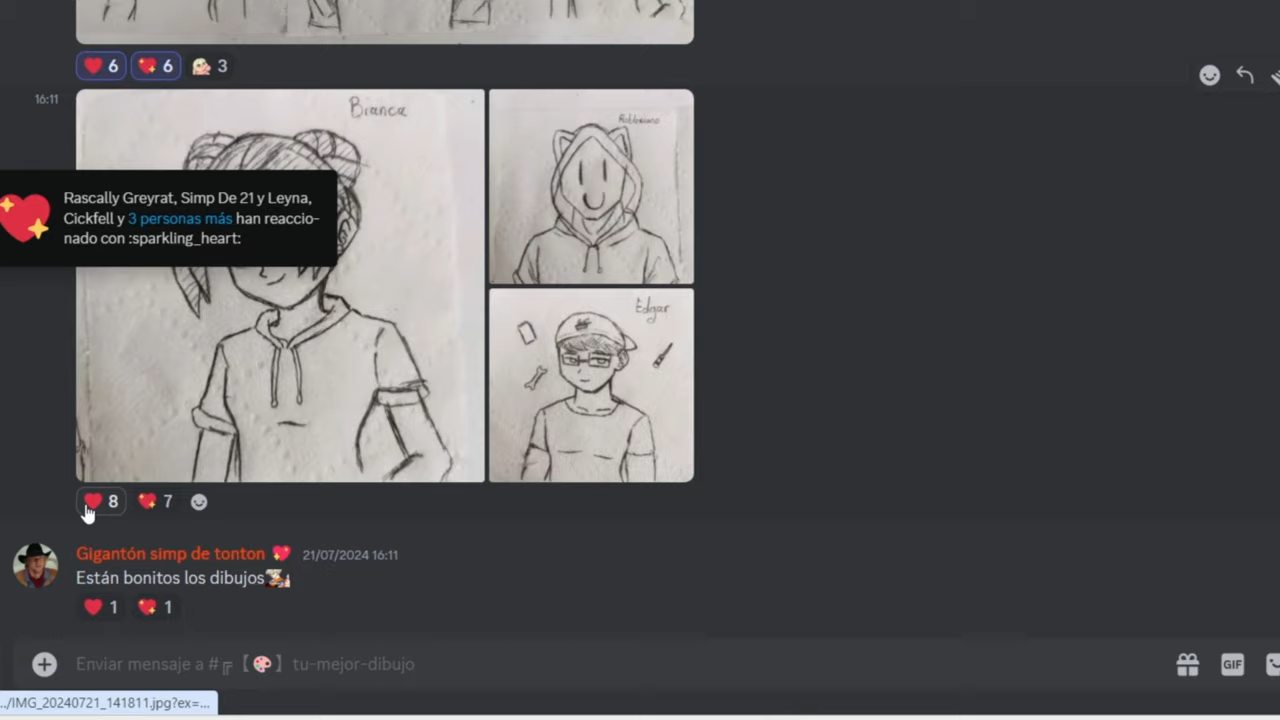 6 6 3
16:11
Bianca
Robloxiano
Rascally Greyrat, Simp De 21 y Leyna,
Cickfell y 3 personas más han reaccio-
nado con :sparkling_heart:
Edgar
8 7
Gigantón simp de tonton 21/07/2024 16:11
Están bonitos los dibujos
1 1
Enviar mensaje a #╔【】tu-mejor-dibujo
GIF
.../IMG_20240721_141811.jpg?ex=...